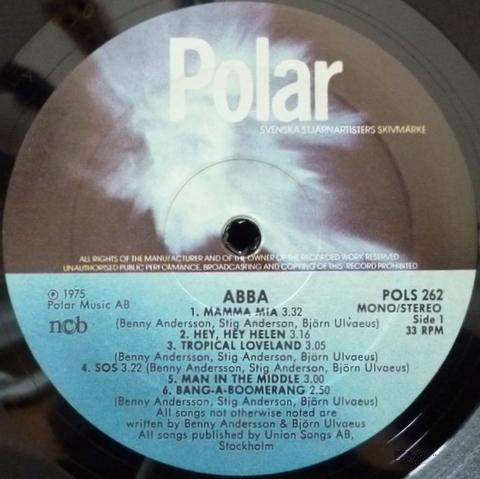 Polar
SVENSKA STJÄRNARTISTERS SKIVMÄRKE
ALL RIGHTS OF THE MANUFACTURER AND OF THE OWNER OF THE RECORDED WORK RESERVED
UNAUTHORISED PUBLIC PERFORMANCE, BROADCASTING AND COPYING OF THIS RECORD PROHIBITED
℗ 1975
Polar Music AB
ncb
ABBA
POLS 262
MONO/STEREO
Side 1
33 RPM
1. MAMMA MIA 3.32
(Benny Andersson, Stig Anderson, Björn Ulvaeus)
2. HEY, HEY HELEN 3.16
3. TROPICAL LOVELAND 3.05
(Benny Andersson, Stig Anderson, Björn Ulvaeus)
4. SOS 3.22 (Benny Andersson, Stig Anderson, Björn Ulvaeus)
5. MAN IN THE MIDDLE 3.00
6. BANG-A-BOOMERANG 2.50
(Benny Andersson, Stig Anderson, Björn Ulvaeus)
All songs not otherwise noted are
written by Benny Andersson & Björn Ulvaeus
All songs published by Union Songs AB,
Stockholm